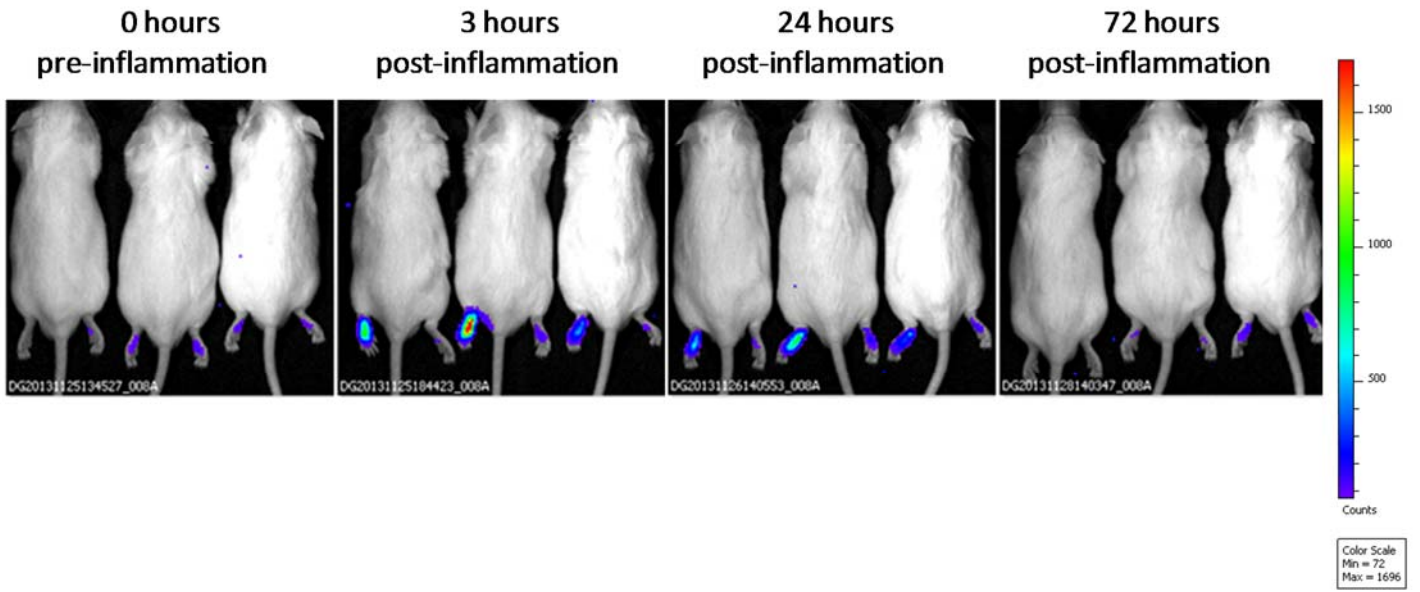 0 hours
pre-inflammation
3 hours
post-inflammation
24 hours
post-inflammation
72 hours
post-inflammation
DG20131125134527_008A
DG20131125184423_008A
DG20131126140553_008A
DG20131128140347_008A
1500
1000
500
Counts
Color Scale
Min = 72
Max = 1696